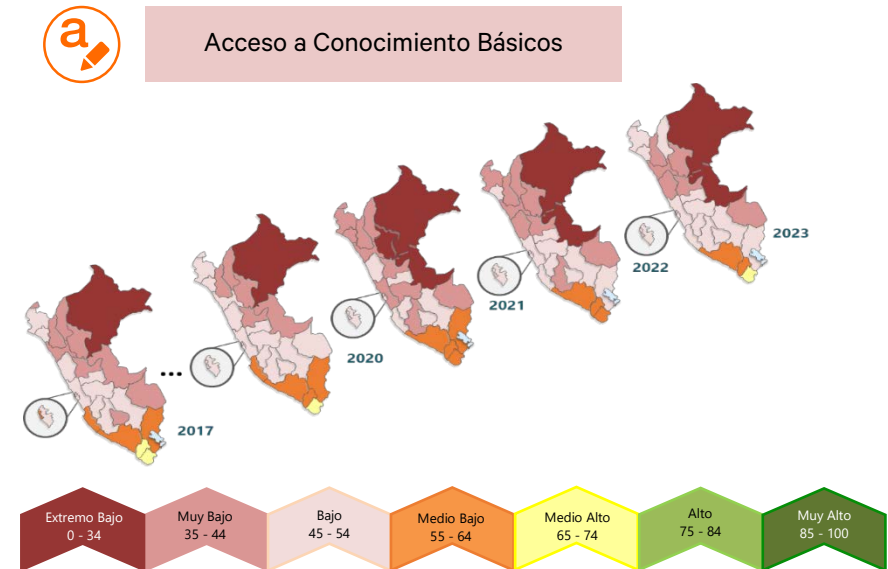 a
Acceso a Conocimiento Básicos
2023
2022
2021
2020
...
2017
Extremo Bajo
0 - 34
Muy Bajo
35 - 44
Bajo
45 - 54
Medio Bajo
55 - 64
Medio Alto
65 - 74
Alto
75 - 84
Muy Alto
85 - 100